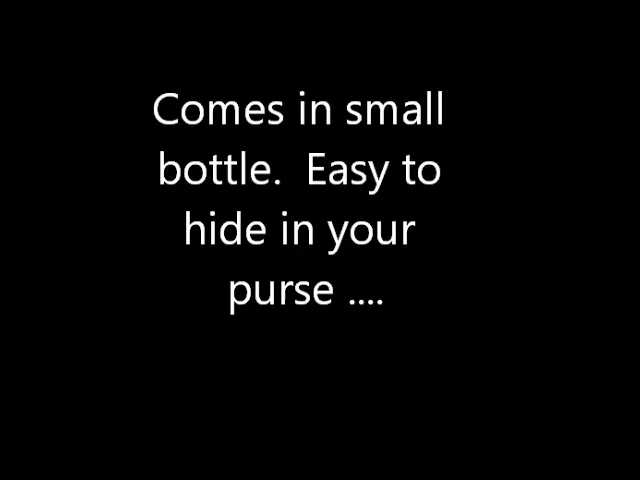 Comes in small
bottle.  Easy to
hide in your
purse ....